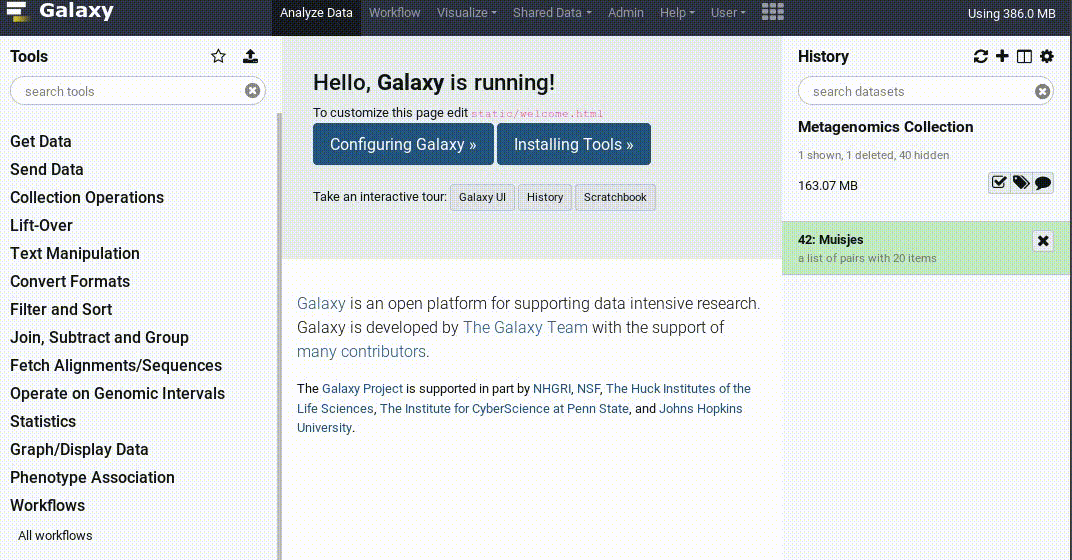 Galaxy
Analyze Data Workflow Visualize Shared Data Admin Help User Using 386.0 MB
Tools
search tools
Get Data
Send Data
Collection Operations
Lift-Over
Text Manipulation
Convert Formats
Filter and Sort
Join, Subtract and Group
Fetch Alignments/Sequences
Operate on Genomic Intervals
Statistics
Graph/Display Data
Phenotype Association
Workflows
All workflows
Hello, Galaxy is running!
To customize this page edit static/welcome.html
Configuring Galaxy » Installing Tools »
Take an interactive tour: Galaxy UI History Scratchbook
Galaxy is an open platform for supporting data intensive research.
Galaxy is developed by The Galaxy Team with the support of
many contributors.
The Galaxy Project is supported in part by NHGRI, NSF, The Huck Institutes of the
Life Sciences, The Institute for CyberScience at Penn State, and Johns Hopkins
University.
History
search datasets
Metagenomics Collection
1 shown, 1 deleted, 40 hidden
163.07 MB
42: Muisjes
a list of pairs with 20 items